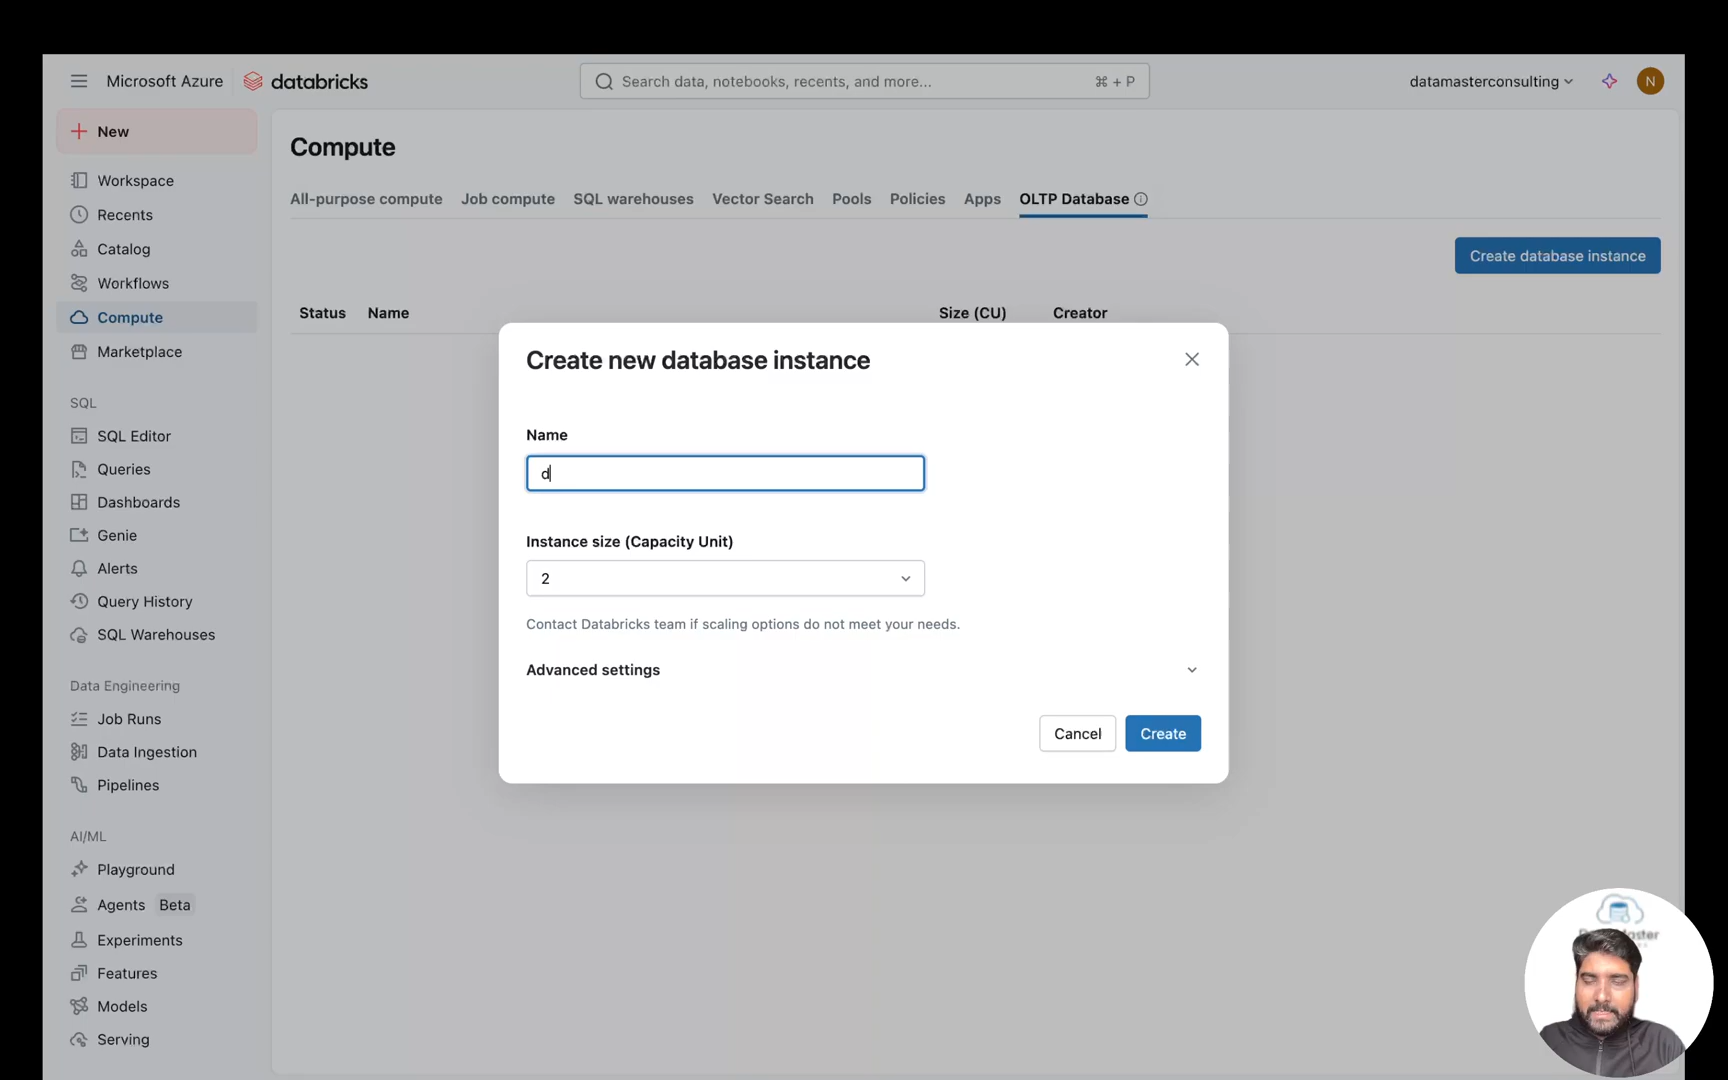 Microsoft Azure databricks
Search data, notebooks, recents, and more... ⌘ + P
datamasterconsulting
N
New
Workspace
Recents
Catalog
Workflows
Compute
Marketplace
SQL
SQL Editor
Queries
Dashboards
Genie
Alerts
Query History
SQL Warehouses
Data Engineering
Job Runs
Data Ingestion
Pipelines
AI/ML
Playground
Agents Beta
Experiments
Features
Models
Serving
Compute
All-purpose compute Job compute SQL warehouses Vector Search Pools Policies Apps OLTP Database
Create database instance
Status Name Size (CU) Creator
Create new database instance
Name
d
Instance size (Capacity Unit)
2
Contact Databricks team if scaling options do not meet your needs.
Advanced settings
Cancel Create